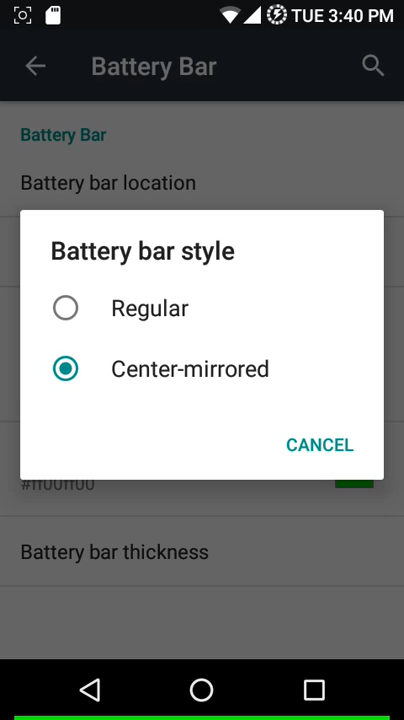 TUE 3:40 PM
Battery Bar
Battery Bar
Battery bar location
Battery bar style
Regular
Center-mirrored
CANCEL
#ff00ff00
Battery bar thickness